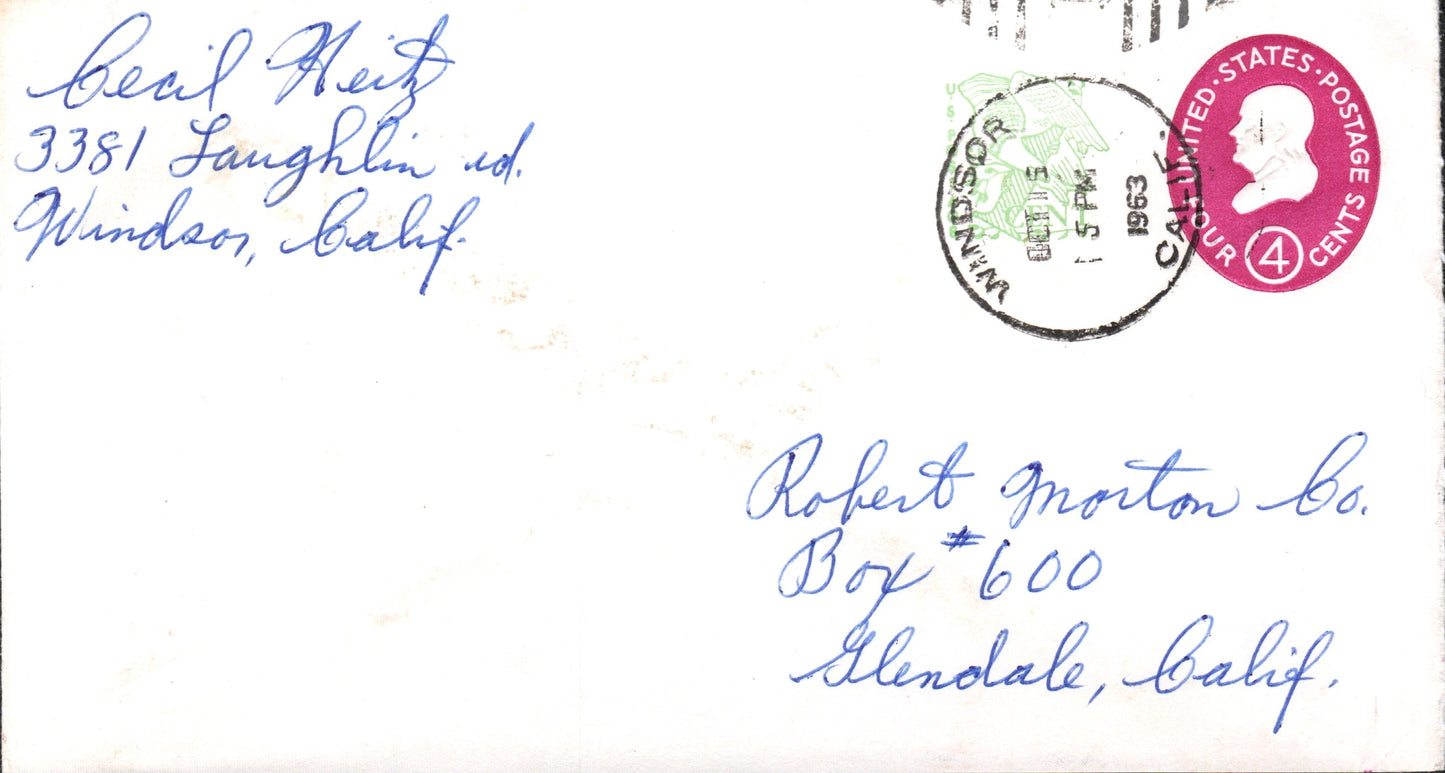 Cecil Heitz
3381 Laughlin rd.
Windsor, Calif.
U S P
CENT
WINDSOR
CALIF.
OCT 15
5 PM
1963
UNITED · STATES · POSTAGE
FOUR 4 CENTS
Robert Morton Co.
Box #600
Glendale, Calif.